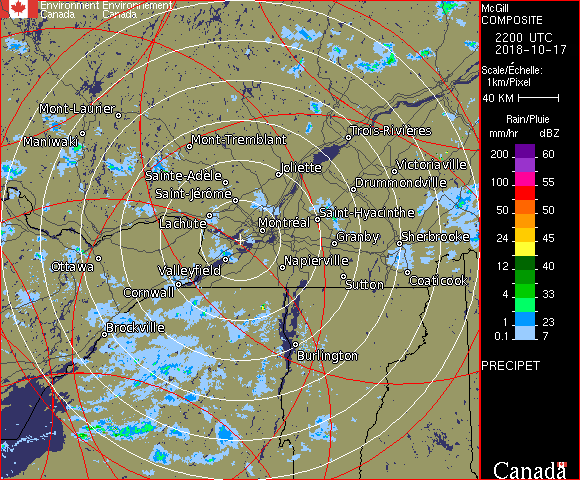 Environment Environnement
Canada Canada
McGill
COMPOSITE
2200 UTC
2018-10-17
Scale/Échelle:
1km/Pixel
40 KM
Rain/Pluie
mm/hr dBZ
200 60
100 55
50 50
24 45
12 40
4 33
1 23
0.1 7
PRECIPET
Canada
Mont-Laurier
Maniwaki
Mont-Tremblant
Trois-Rivières
Joliette
Victoriaville
Sainte-Adèle
Drummondville
Saint-Jérôme
Saint-Hyacinthe
Lachute
Montréal
Granby
Sherbrooke
Ottawa
Valleyfield
Napierville
Cornwall
Sutton
Coaticook
Brockville
Burlington